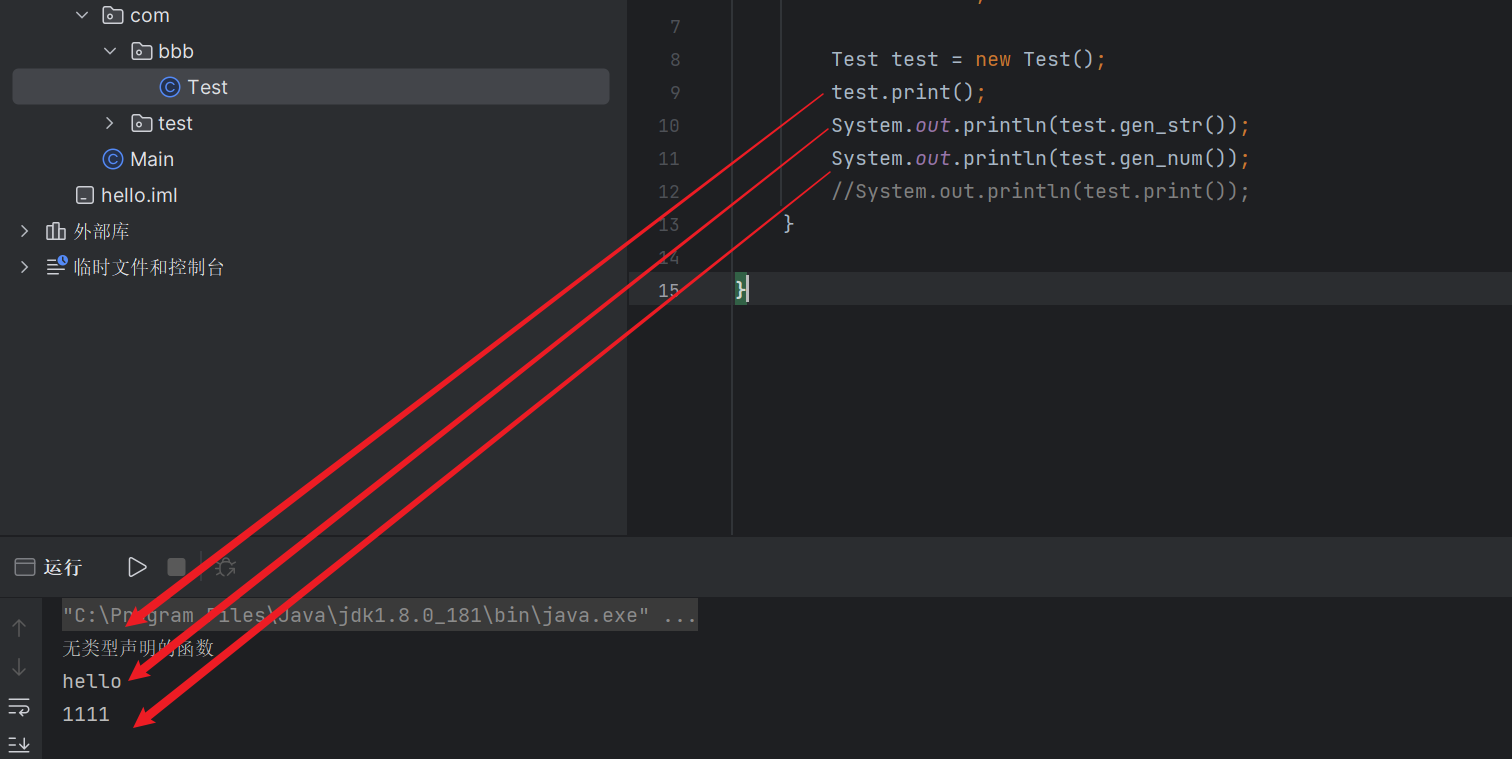 com
bbb
Test
test
Main
hello.iml
外部库
临时文件和控制台
7
8 Test test = new Test();
9 test.print();
10 System.out.println(test.gen_str());
11 System.out.println(test.gen_num());
12 //System.out.println(test.print());
13 }
14
15 }
运行
"C:\Program Files\Java\jdk1.8.0_181\bin\java.exe" ...
无类型声明的函数
hello
1111